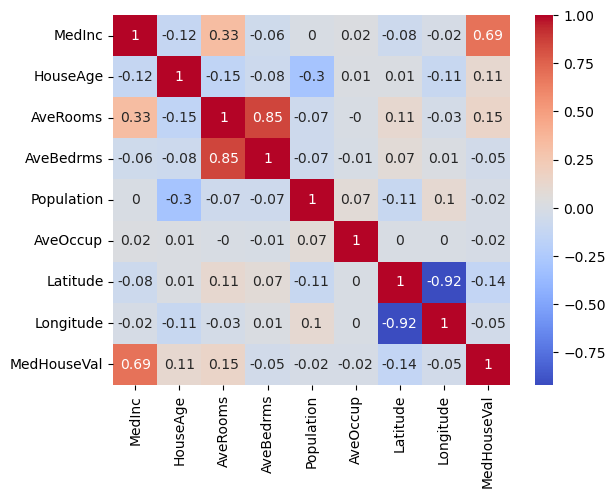 MedInc 1 -0.12 0.33 -0.06 0 0.02 -0.08 -0.02 0.69
HouseAge -0.12 1 -0.15 -0.08 -0.3 0.01 0.01 -0.11 0.11
AveRooms 0.33 -0.15 1 0.85 -0.07 -0 0.11 -0.03 0.15
AveBedrms -0.06 -0.08 0.85 1 -0.07 -0.01 0.07 0.01 -0.05
Population 0 -0.3 -0.07 -0.07 1 0.07 -0.11 0.1 -0.02
AveOccup 0.02 0.01 -0 -0.01 0.07 1 0 0 -0.02
Latitude -0.08 0.01 0.11 0.07 -0.11 0 1 -0.92 -0.14
Longitude -0.02 -0.11 -0.03 0.01 0.1 0 -0.92 1 -0.05
MedHouseVal 0.69 0.11 0.15 -0.05 -0.02 -0.02 -0.14 -0.05 1
MedInc
HouseAge
AveRooms
AveBedrms
Population
AveOccup
Latitude
Longitude
MedHouseVal
1.00
0.75
0.50
0.25
0.00
-0.25
-0.50
-0.75